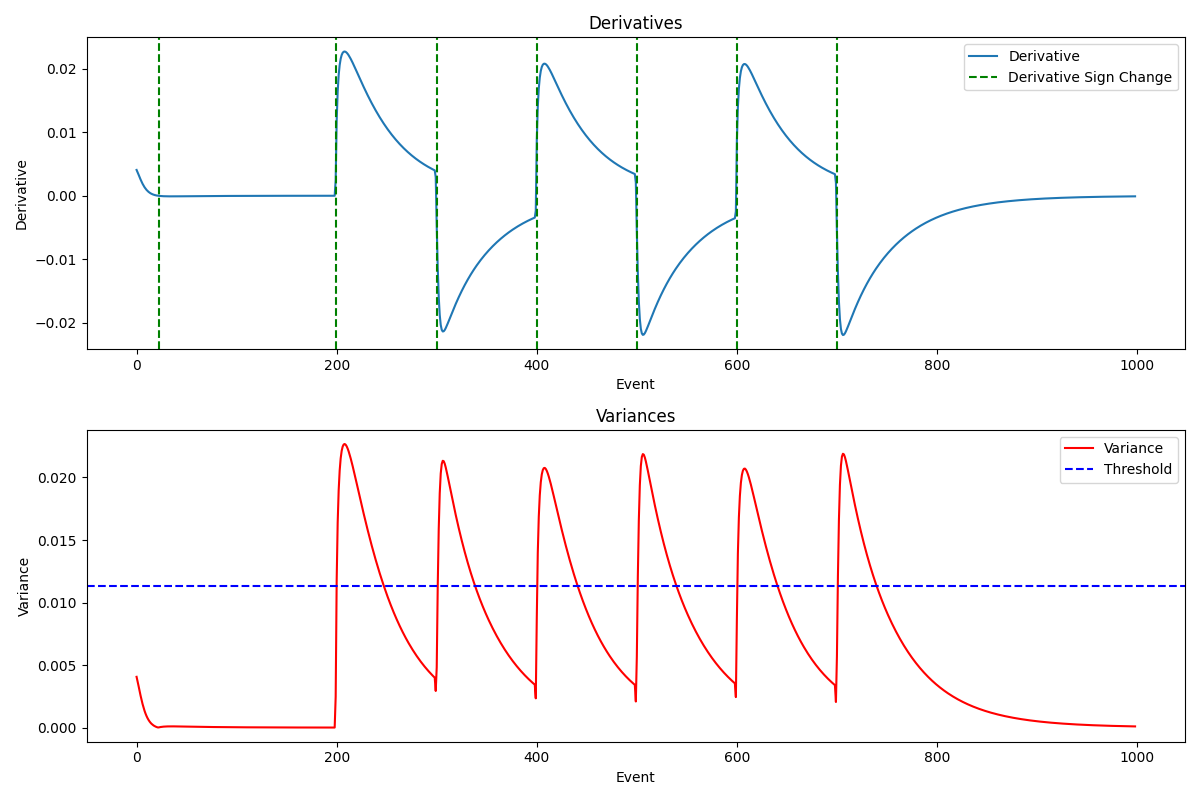 Derivatives
Derivative
Derivative Sign Change
0.02
0.01
0.00
−0.01
−0.02
Derivative
0
200
400
600
800
1000
Event
Variances
Variance
Threshold
0.020
0.015
0.010
0.005
0.000
Variance
0
200
400
600
800
1000
Event